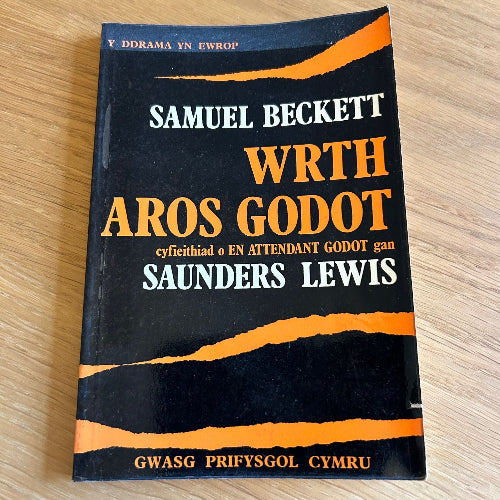 Y DDRAMA YN EWROP
SAMUEL BECKETT
WRTH
AROS GODOT
cyfieithiad o EN ATTENDANT GODOT gan
SAUNDERS LEWIS
GWASG PRIFYSGOL CYMRU